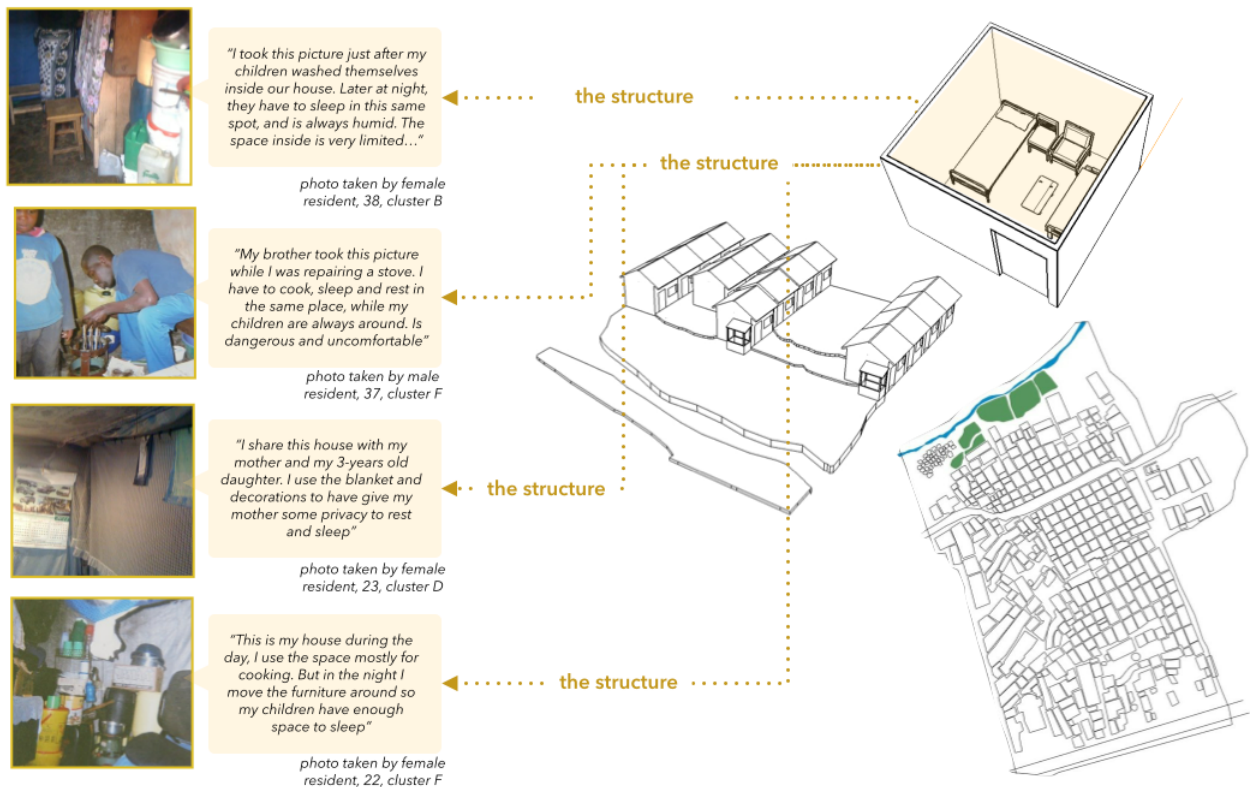 "I took this picture just after my
children washed themselves
inside our house. Later at night,
they have to sleep in this same
spot, and is always humid. The
space inside is very limited..."
the structure
photo taken by female
resident, 38, cluster B
the structure
"My brother took this picture
while I was repairing a stove. I
have to cook, sleep and rest in
the same place, while my
children are always around. Is
dangerous and uncomfortable"
photo taken by male
resident, 37, cluster F
"I share this house with my
mother and my 3-years old
daughter. I use the blanket and
decorations to have give my
mother some privacy to rest
and sleep"
the structure
photo taken by female
resident, 23, cluster D
"This is my house during the
day, I use the space mostly for
cooking. But in the night I
move the furniture around so
my children have enough
space to sleep"
the structure
photo taken by female
resident, 22, cluster F